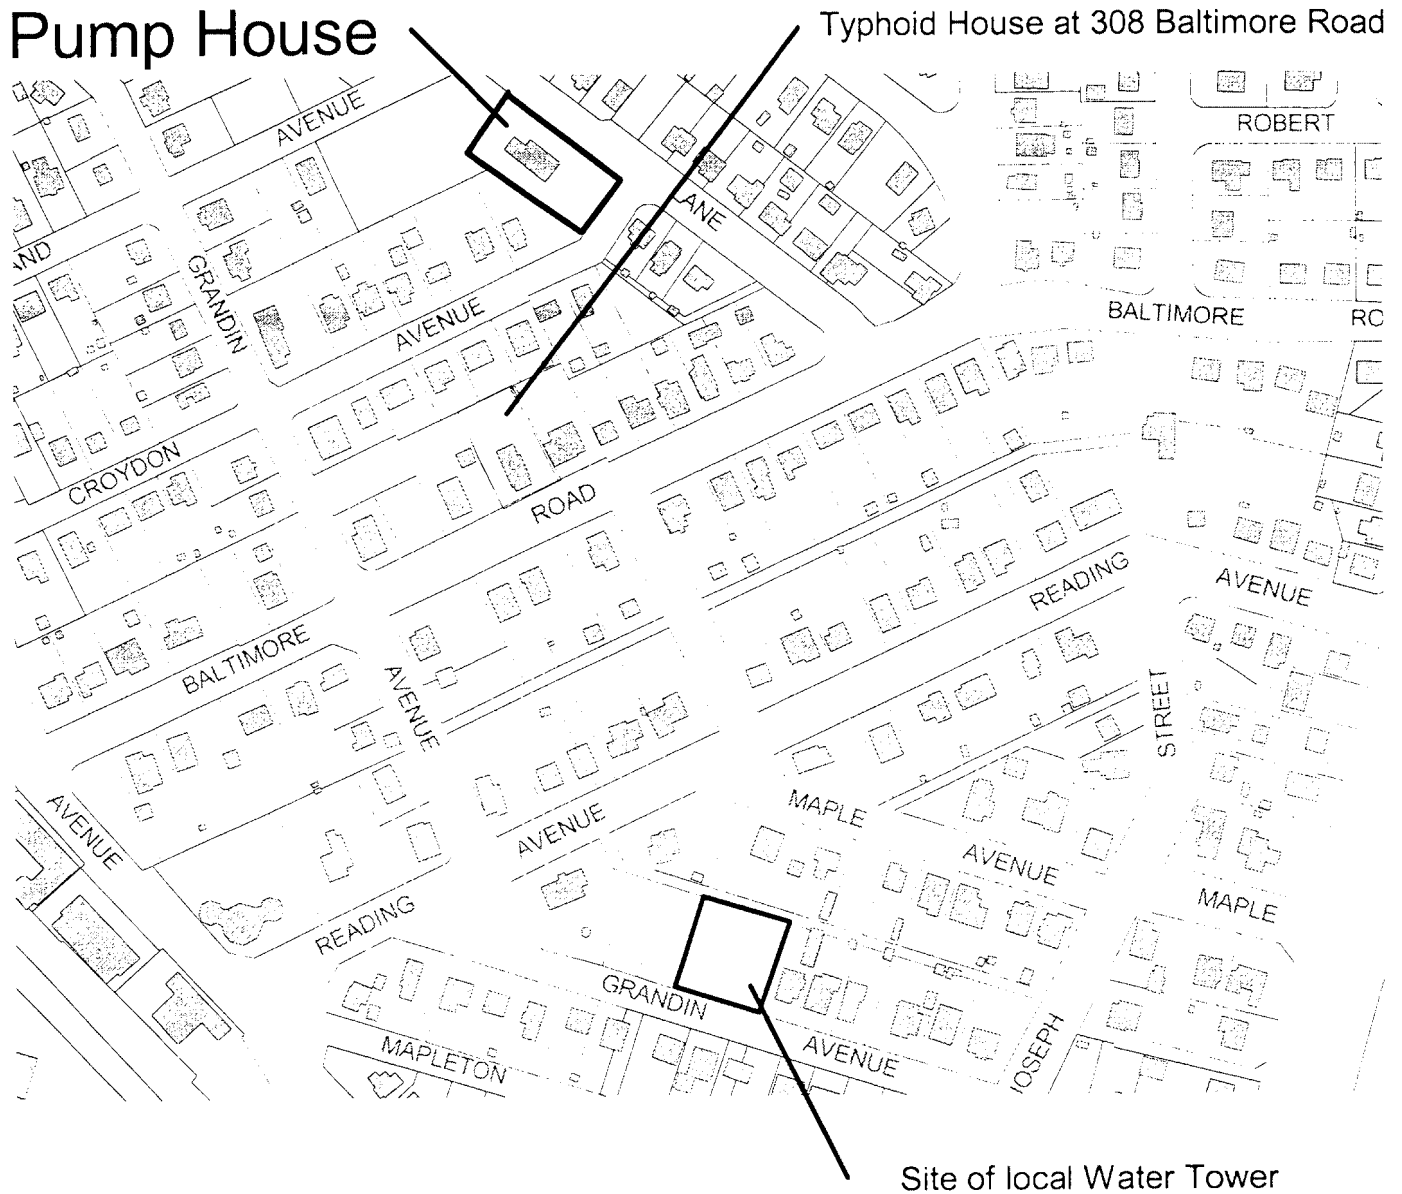 Pump House
Typhoid House at 308 Baltimore Road
AVENUE
ROBERT
LANE
AND
GRANDIN
AVENUE
BALTIMORE
RO
CROYDON
ROAD
READING
AVENUE
BALTIMORE
AVENUE
STREET
AVENUE
MAPLE
AVENUE
AVENUE
MAPLE
READING
GRANDIN
MAPLETON
AVENUE
JOSEPH
Site of local Water Tower